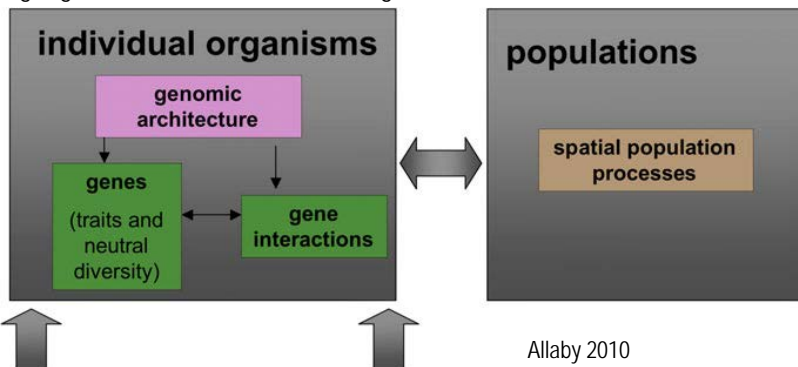 individual organisms
genomic
architecture
genes
(traits and
neutral
diversity)
gene
interactions
populations
spatial population
processes
Allaby 2010